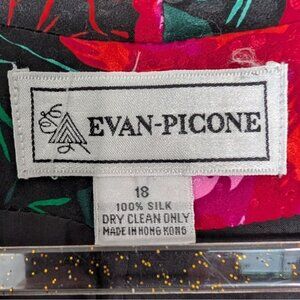 EVAN-PICONE
18
100% SILK
DRY CLEAN ONLY
MADE IN HONG KONG